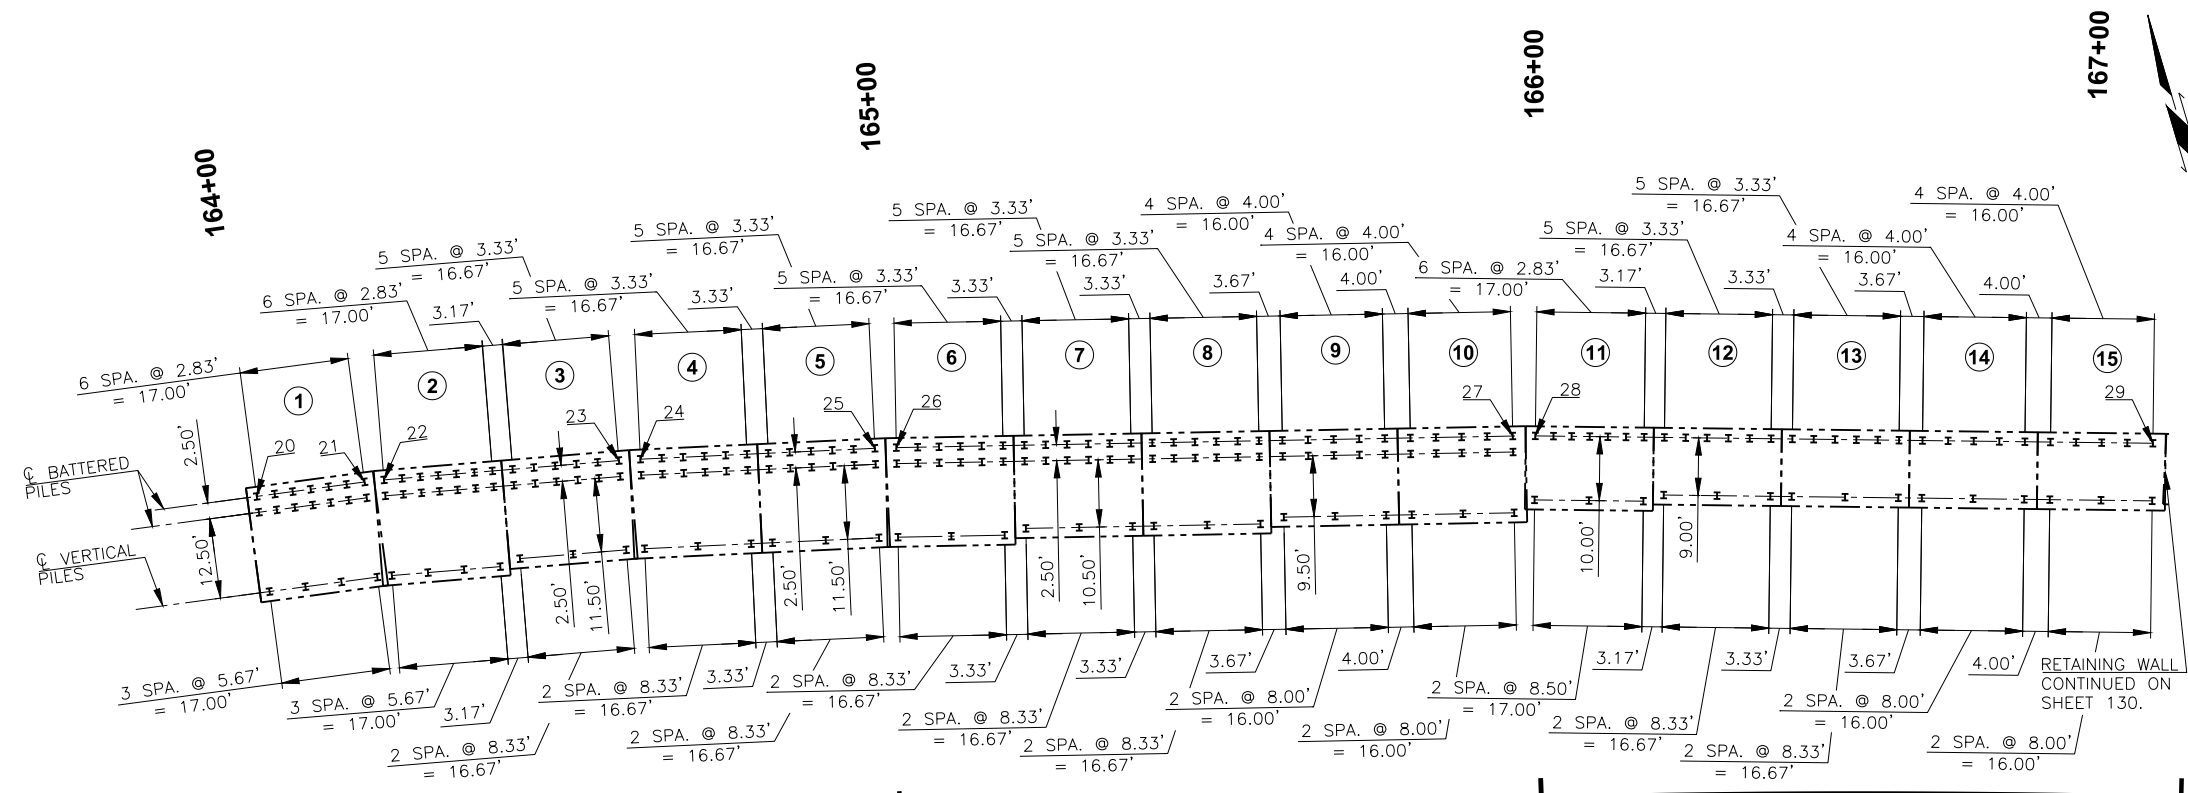 164+00
165+00
166+00
167+00
6 SPA. @ 2.83'
= 17.00'
6 SPA. @ 2.83'
= 17.00'
3.17'
5 SPA. @ 3.33'
= 16.67'
5 SPA. @ 3.33'
= 16.67'
3.33'
5 SPA. @ 3.33'
= 16.67'
5 SPA. @ 3.33'
= 16.67'
3.33'
5 SPA. @ 3.33'
= 16.67'
5 SPA. @ 3.33'
= 16.67'
3.33'
3.67'
4 SPA. @ 4.00'
= 16.00'
4 SPA. @ 4.00'
= 16.00'
4.00'
6 SPA. @ 2.83'
= 17.00'
5 SPA. @ 3.33'
= 16.67'
3.17'
5 SPA. @ 3.33'
= 16.67'
3.33'
4 SPA. @ 4.00'
= 16.00'
3.67'
4 SPA. @ 4.00'
= 16.00'
4.00'
1
2
3
4
5
6
7
8
9
10
11
12
13
14
15
20
21
22
23
24
25
26
27
28
29
℄ BATTERED
PILES
℄ VERTICAL
PILES
2.50'
12.50'
2.50'
11.50'
2.50'
11.50'
2.50'
10.50'
9.50'
10.00'
9.00'
3 SPA. @ 5.67'
= 17.00'
3 SPA. @ 5.67'
= 17.00'
3.17'
2 SPA. @ 8.33'
= 16.67'
2 SPA. @ 8.33'
= 16.67'
3.33'
2 SPA. @ 8.33'
= 16.67'
2 SPA. @ 8.33'
= 16.67'
3.33'
2 SPA. @ 8.33'
= 16.67'
3.33'
2 SPA. @ 8.33'
= 16.67'
3.67'
2 SPA. @ 8.00'
= 16.00'
4.00'
2 SPA. @ 8.00'
= 16.00'
2 SPA. @ 8.50'
= 17.00'
3.17'
2 SPA. @ 8.33'
= 16.67'
3.33'
2 SPA. @ 8.33'
= 16.67'
3.67'
2 SPA. @ 8.00'
= 16.00'
4.00'
2 SPA. @ 8.00'
= 16.00'
RETAINING WALL
CONTINUED ON
SHEET 130.